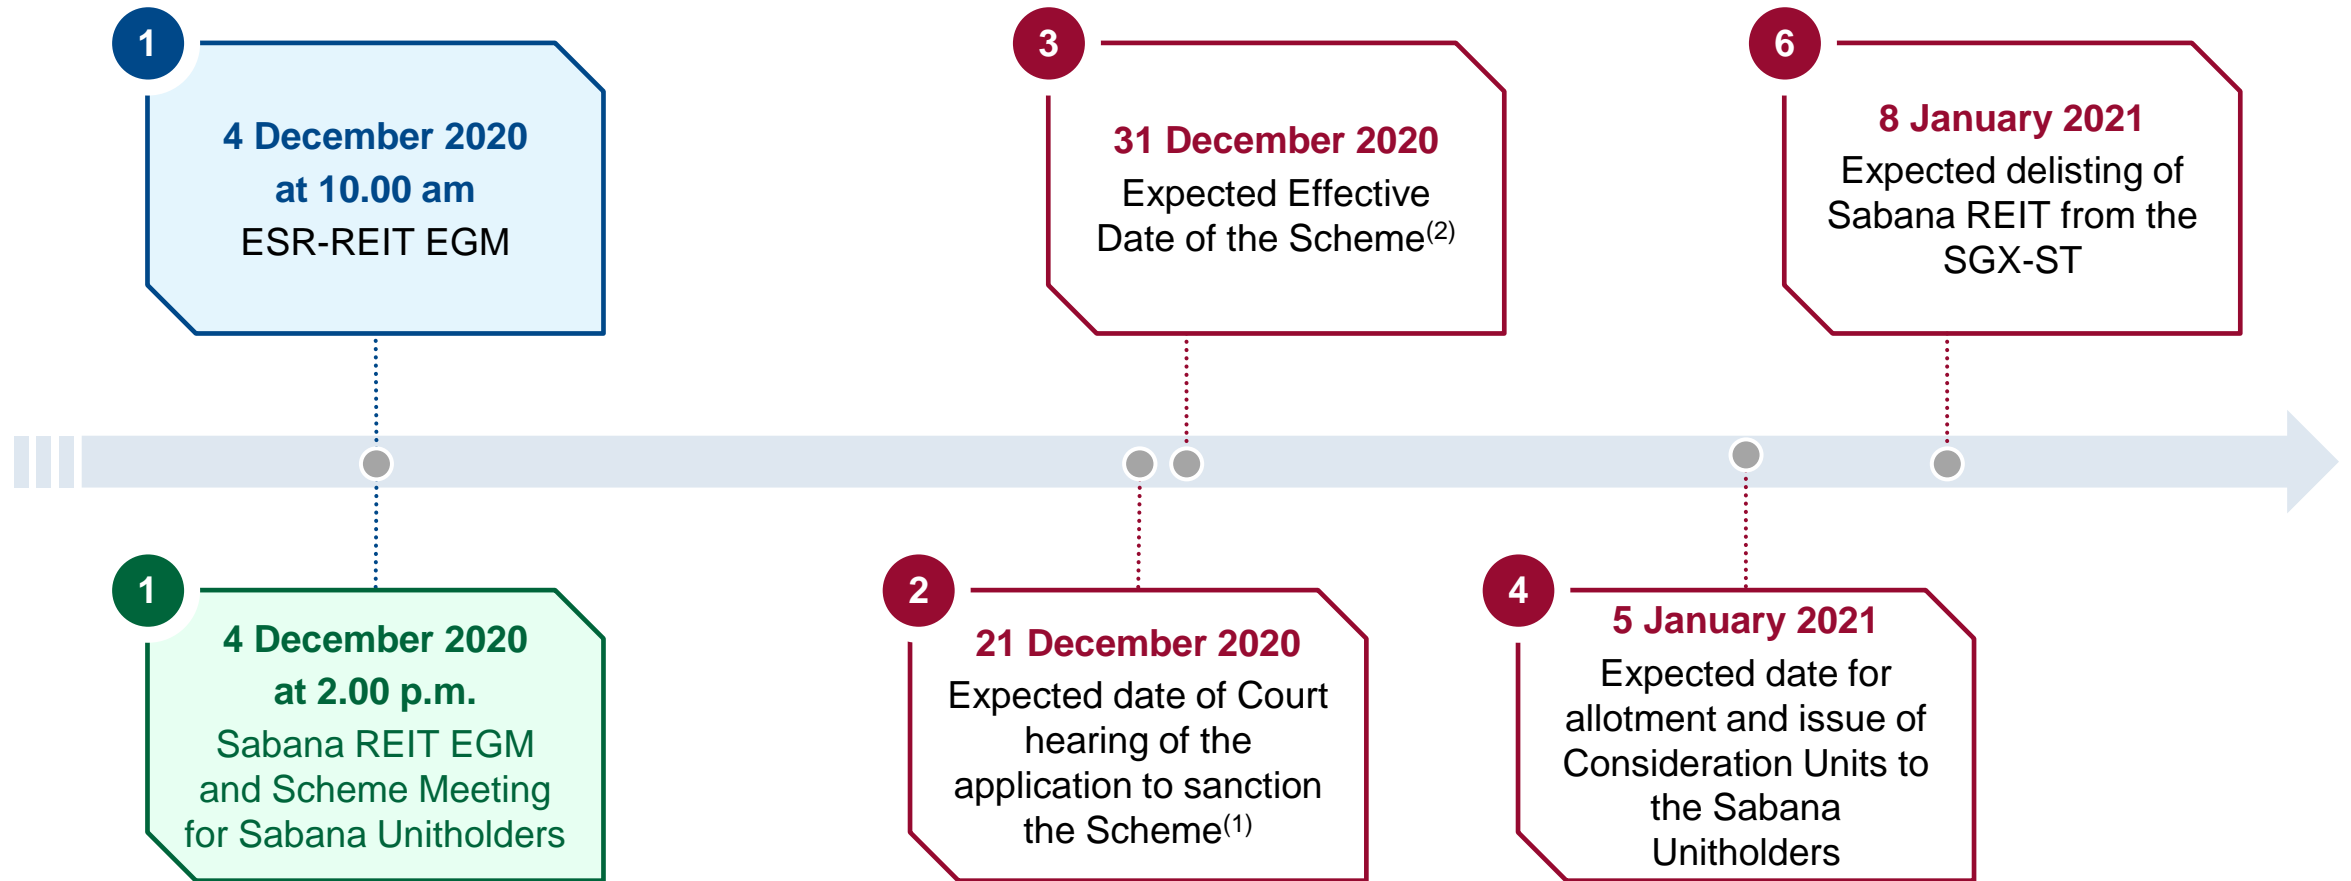 1
4 December 2020
at 10.00 am
ESR-REIT EGM
3
31 December 2020
Expected Effective
Date of the Scheme(2)
6
8 January 2021
Expected delisting of
Sabana REIT from the
SGX-ST
1
4 December 2020
at 2.00 p.m.
Sabana REIT EGM
and Scheme Meeting
for Sabana Unitholders
2
21 December 2020
Expected date of Court
hearing of the
application to sanction
the Scheme(1)
4
5 January 2021
Expected date for
allotment and issue of
Consideration Units to
the Sabana
Unitholders